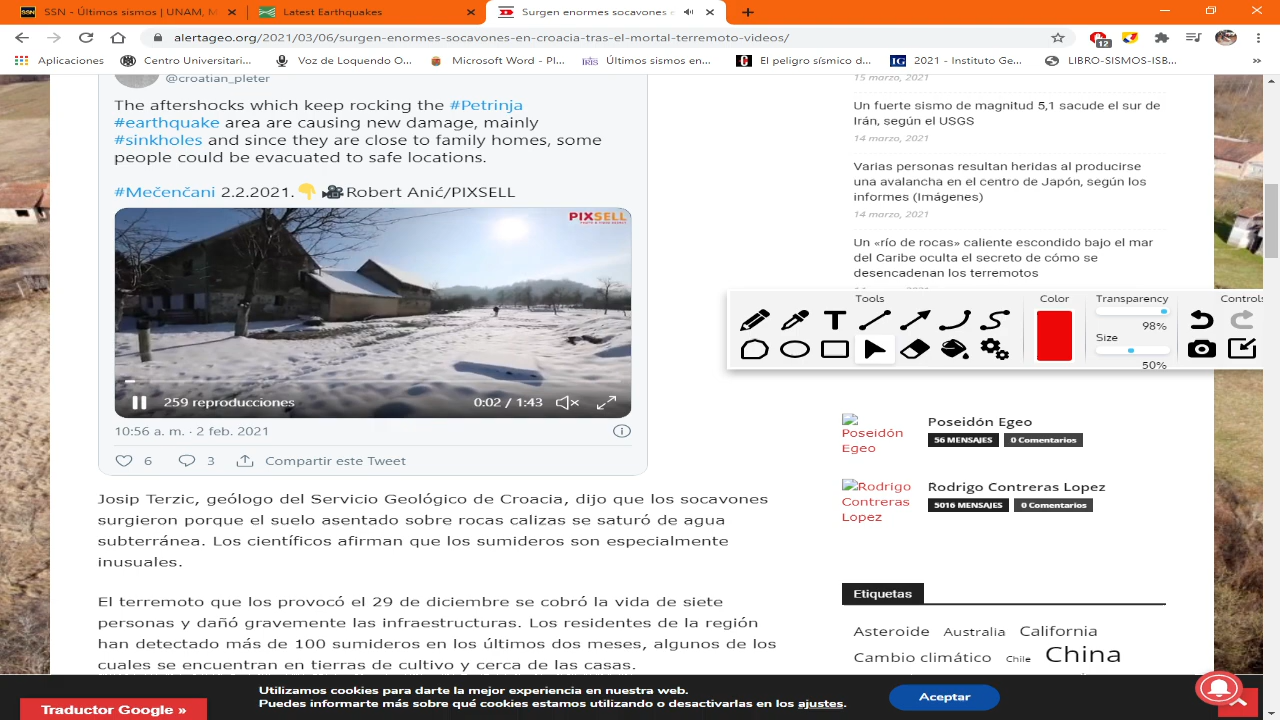 SSN - Últimos sismos | UNAM, M
Latest Earthquakes
Surgen enormes socavones e
alertageo.org/2021/03/06/surgen-enormes-socavones-en-croacia-tras-el-mortal-terremoto-videos/
12
Aplicaciones
Centro Universitari...
Voz de Loquendo O...
Microsoft Word - Pl...
Últimos sismos en...
El peligro sísmico d...
2021 - Instituto Ge...
LIBRO-SISMOS-ISB...
@croatian_pleter
The aftershocks which keep rocking the #Petrinja
#earthquake area are causing new damage, mainly
#sinkholes and since they are close to family homes, some
people could be evacuated to safe locations.
#Mečenčani 2.2.2021.👇🎥Robert Anić/PIXSELL
PIXSELL
259 reproducciones
0:02 / 1:43
10:56 a. m. · 2 feb. 2021
6
3
Compartir este Tweet
Josip Terzic, geólogo del Servicio Geológico de Croacia, dijo que los socavones
surgieron porque el suelo asentado sobre rocas calizas se saturó de agua
subterránea. Los científicos afirman que los sumideros son especialmente
inusuales.
El terremoto que los provocó el 29 de diciembre se cobró la vida de siete
personas y dañó gravemente las infraestructuras. Los residentes de la región
han detectado más de 100 sumideros en los últimos dos meses, algunos de los
cuales se encuentran en tierras de cultivo y cerca de las casas.
15 marzo, 2021
Un fuerte sismo de magnitud 5,1 sacude el sur de
Irán, según el USGS
14 marzo, 2021
Varias personas resultan heridas al producirse
una avalancha en el centro de Japón, según los
informes (Imágenes)
14 marzo, 2021
Un «río de rocas» caliente escondido bajo el mar
del Caribe oculta el secreto de cómo se
desencadenan los terremotos
Tools
Color
Transparency
98%
Size
50%
Controls
Poseidón
Egeo
Poseidón Egeo
56 MENSAJES
0 Comentarios
Rodrigo
Contreras
Lopez
Rodrigo Contreras Lopez
5016 MENSAJES
0 Comentarios
Etiquetas
Asteroide Australia California
Cambio climático Chile China
Utilizamos cookies para darte la mejor experiencia en nuestra web.
Puedes informarte más sobre qué cookies estamos utilizando o desactivarlas en los ajustes.
Aceptar
Traductor Google »